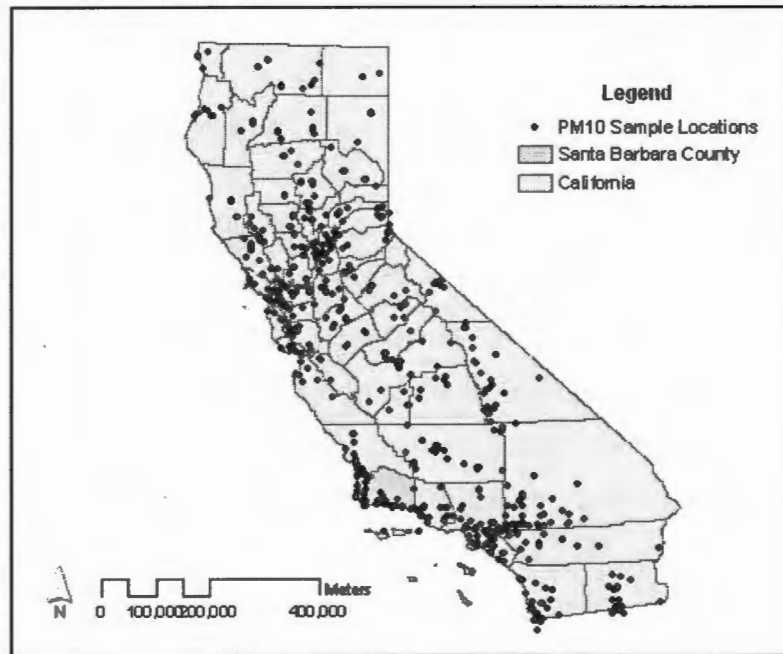 Legend
PM10 Sample Locations
Santa Barbara County
California
N
Meters
0 100,000 200,000 400,000